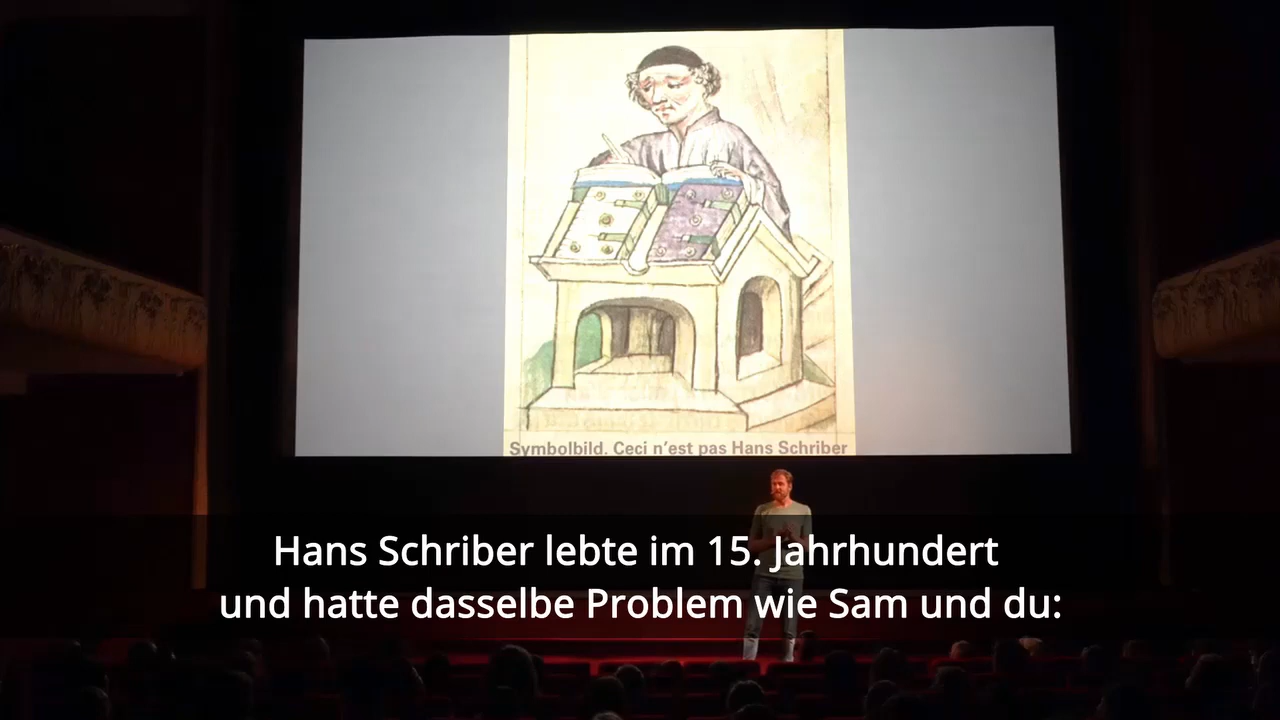 Symbolbild. Ceci n'est pas Hans Schriber
Hans Schriber lebte im 15. Jahrhundert
und hatte dasselbe Problem wie Sam und du: